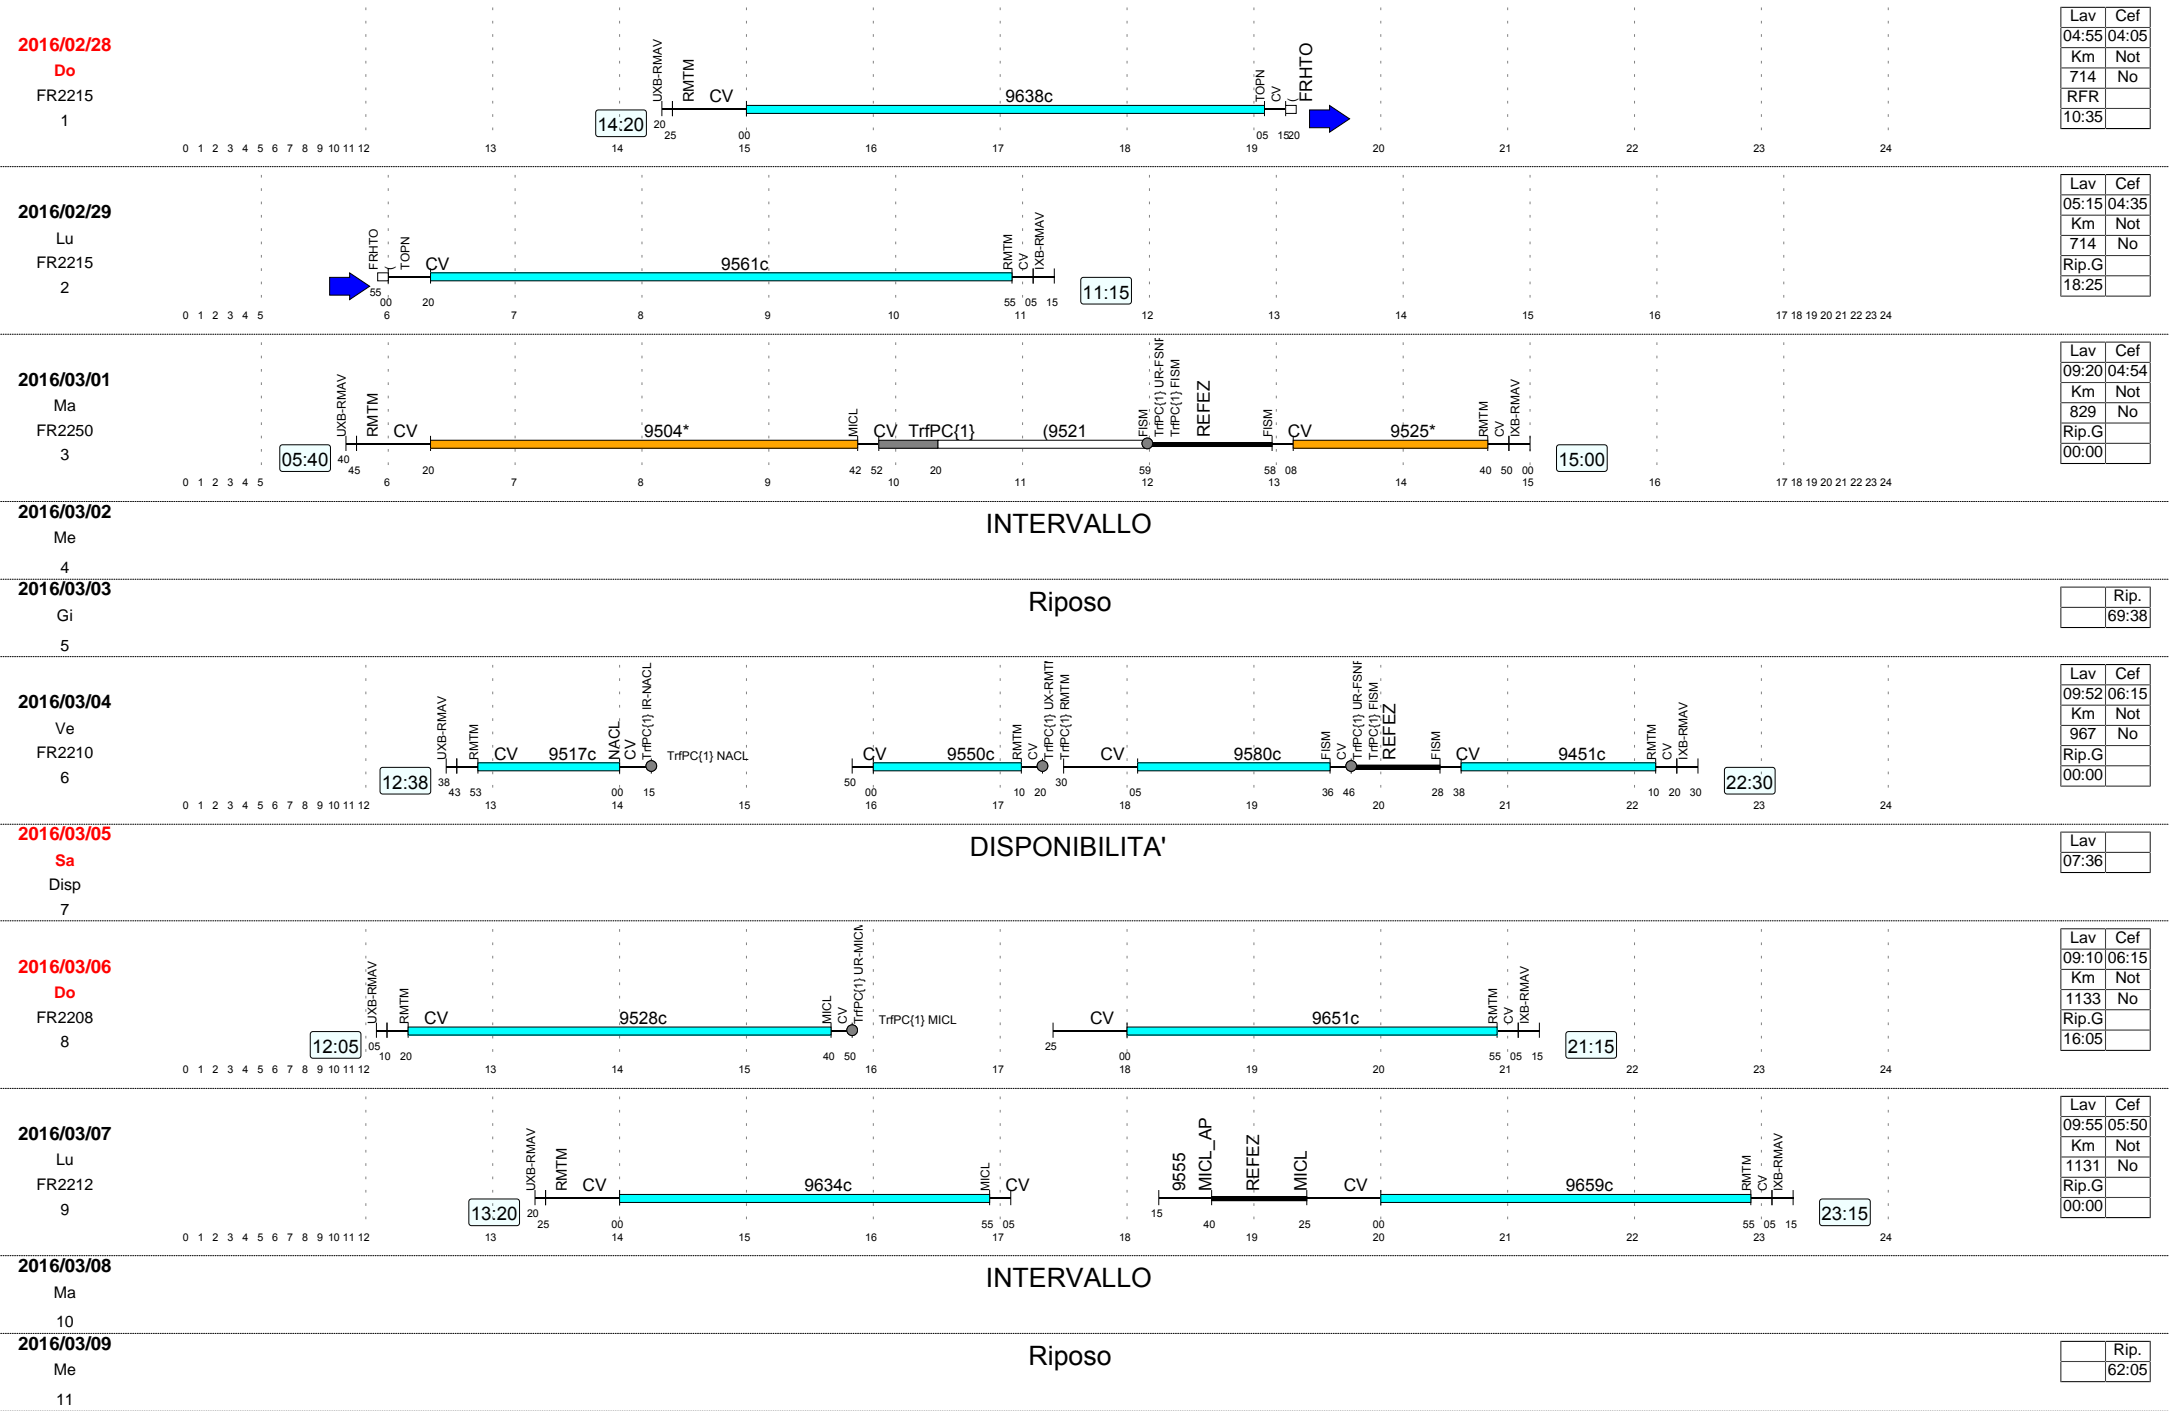 2016/02/28
Do
FR2215
1
14:20
UXB-RMAV
RMTM
CV
9638c
TOPN
CV
(
FRHTO
20 25 00 05 15 20
0 1 2 3 4 5 6 7 8 9 10 11 12 13 14 15 16 17 18 19 20 21 22 23 24
Lav Cef
04:55 04:05
Km Not
714 No
RFR
10:35
2016/02/29
Lu
FR2215
2
FRHTO
(
TOPN
CV
9561c
RMTM
CV
IXB-RMAV
11:15
55 00 20 55 05 15
0 1 2 3 4 5 6 7 8 9 10 11 12 13 14 15 16 17 18 19 20 21 22 23 24
Lav Cef
05:15 04:35
Km Not
714 No
Rip.G
18:25
2016/03/01
Ma
FR2250
3
05:40
UXB-RMAV
RMTM
CV
9504*
MICL
CV
TrfPC{1}
(9521
FISM
TrfPC{1} UR-FSNF
TrfPC{1} FISM
REFEZ
FISM
CV
9525*
RMTM
CV
IXB-RMAV
15:00
40 45 20 42 52 20 59 58 08 40 50 00
0 1 2 3 4 5 6 7 8 9 10 11 12 13 14 15 16 17 18 19 20 21 22 23 24
Lav Cef
09:20 04:54
Km Not
829 No
Rip.G
00:00
2016/03/02
Me
4
INTERVALLO
2016/03/03
Gi
5
Riposo
Rip.
69:38
2016/03/04
Ve
FR2210
6
12:38
UXB-RMAV
RMTM
CV
9517c
NACL
CV
TrfPC{1} IR-NACL
TrfPC{1} NACL
CV
9550c
RMTM
CV
TrfPC{1} UX-RMTM
TrfPC{1} RMTM
CV
9580c
FISM
CV
TrfPC{1} UR-FSNF
TrfPC{1} FISM
REFEZ
FISM
CV
9451c
RMTM
CV
IXB-RMAV
22:30
38 43 53 00 15 50 00 10 20 30 05 36 46 28 38 10 20 30
0 1 2 3 4 5 6 7 8 9 10 11 12 13 14 15 16 17 18 19 20 21 22 23 24
Lav Cef
09:52 06:15
Km Not
967 No
Rip.G
00:00
2016/03/05
Sa
Disp
7
DISPONIBILITA'
Lav
07:36
2016/03/06
Do
FR2208
8
12:05
UXB-RMAV
RMTM
CV
9528c
MICL
CV
TrfPC{1} UR-MICM
TrfPC{1} MICL
CV
9651c
RMTM
CV
IXB-RMAV
21:15
05 10 20 40 50 25 00 55 05 15
0 1 2 3 4 5 6 7 8 9 10 11 12 13 14 15 16 17 18 19 20 21 22 23 24
Lav Cef
09:10 06:15
Km Not
1133 No
Rip.G
16:05
2016/03/07
Lu
FR2212
9
13:20
UXB-RMAV
RMTM
CV
9634c
MICL
CV
9555
MICL_AP
REFEZ
MICL
CV
9659c
RMTM
CV
IXB-RMAV
23:15
20 25 00 55 05 15 40 25 00 55 05 15
0 1 2 3 4 5 6 7 8 9 10 11 12 13 14 15 16 17 18 19 20 21 22 23 24
Lav Cef
09:55 05:50
Km Not
1131 No
Rip.G
00:00
2016/03/08
Ma
10
INTERVALLO
2016/03/09
Me
11
Riposo
Rip.
62:05